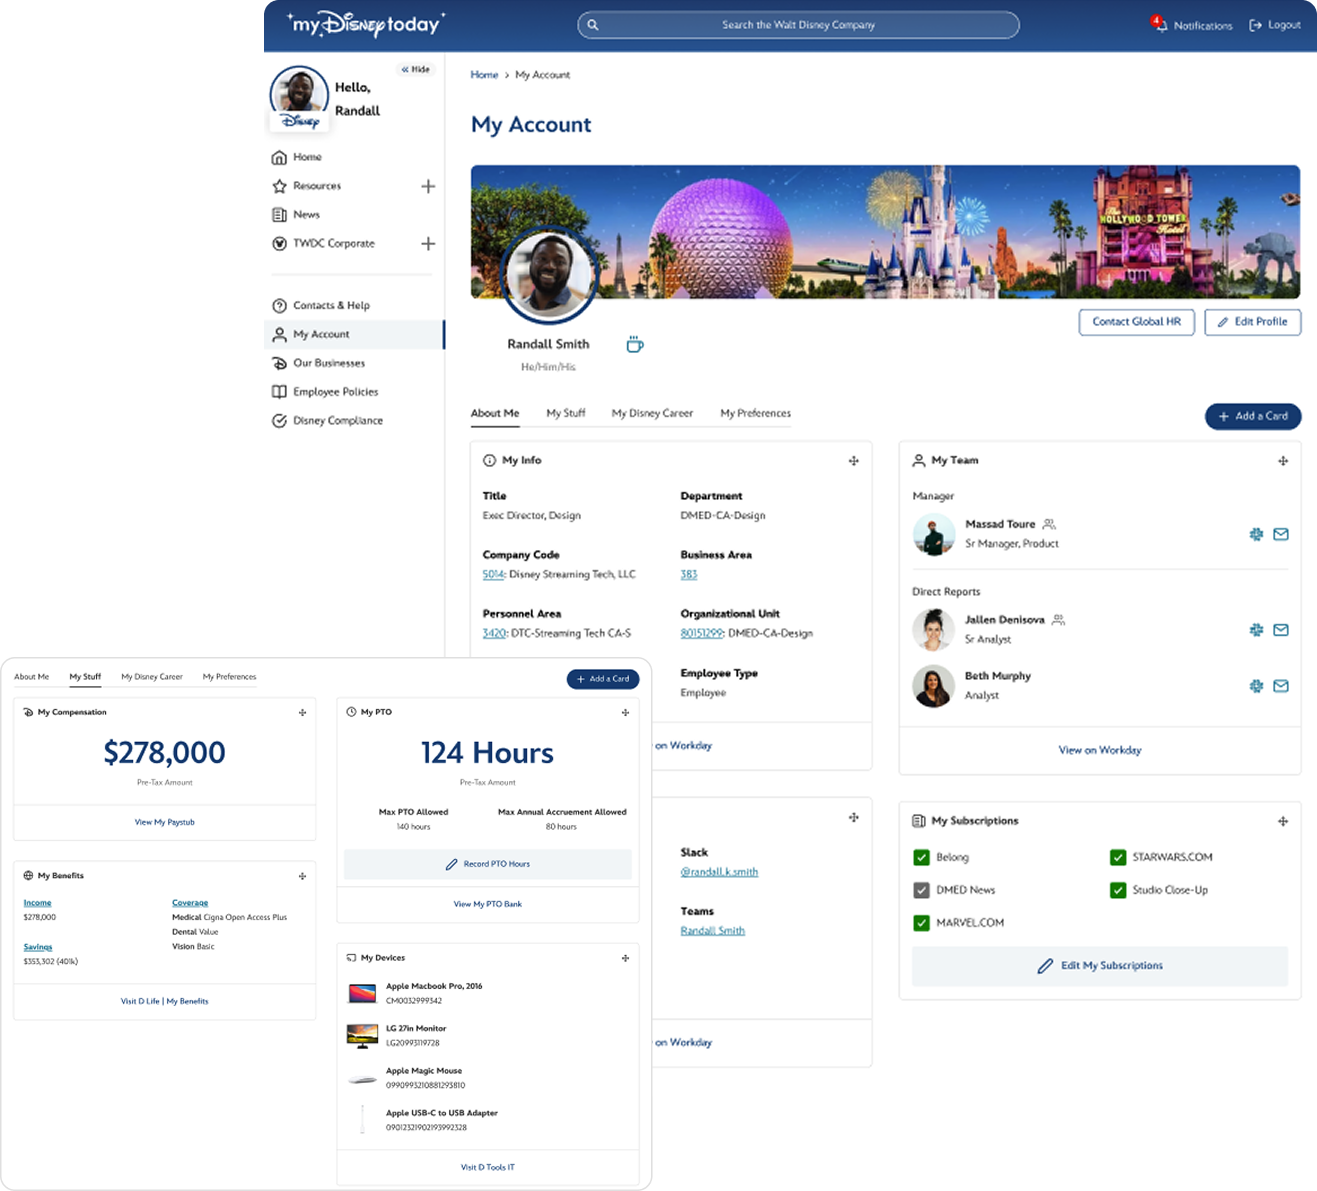 myDisneytoday
Search the Walt Disney Company
4
Notifications
Logout
Hide
Hello,
Randall
Disney
Home
Resources
News
TWDC Corporate
Contacts & Help
My Account
Our Businesses
Employee Policies
Disney Compliance
Home > My Account
My Account
The
HOLLYWOOD TOWER
Hotel
Contact Global HR
Edit Profile
Randall Smith
He/Him/His
About Me
My Stuff
My Disney Career
My Preferences
+ Add a Card
My Info
Title
Exec Director, Design
Department
DMED-CA-Design
Company Code
5014: Disney Streaming Tech, LLC
Business Area
383
Personnel Area
3420: DTC-Streaming Tech CA-S
Organizational Unit
80151299: DMED-CA-Design
Employee Type
Employee
on Workday
My Team
Manager
Massad Toure
Sr Manager, Product
Direct Reports
Jallen Denisova
Sr Analyst
Beth Murphy
Analyst
View on Workday
Slack
@randall.k.smith
Teams
Randall Smith
on Workday
My Subscriptions
Belong
STARWARS.COM
DMED News
Studio Close-Up
MARVEL.COM
Edit My Subscriptions
About Me
My Stuff
My Disney Career
My Preferences
+ Add a Card
My Compensation
$278,000
Pre-Tax Amount
View My Paystub
My Benefits
Income
$278,000
Savings
$353,302 (401k)
Coverage
Medical Cigna Open Access Plus
Dental Value
Vision Basic
Visit D Life | My Benefits
My PTO
124 Hours
Pre-Tax Amount
Max PTO Allowed
140 hours
Max Annual Accruement Allowed
80 hours
Record PTO Hours
View My PTO Bank
My Devices
Apple Macbook Pro, 2016
CM0032999342
LG 27in Monitor
LG20993119728
Apple Magic Mouse
0990993210881293810
Apple USB-C to USB Adapter
09012321902193992328
Visit D Tools IT